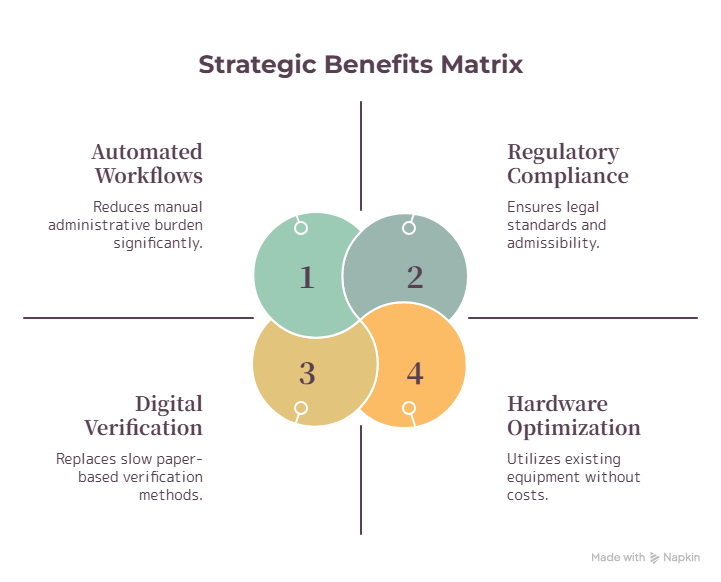 Strategic Benefits Matrix
Automated
Workflows
Reduces manual
administrative burden
significantly.
Regulatory
Compliance
Ensures legal
standards and
admissibility.
1
2
3
4
Digital
Verification
Replaces slow paper-
based verification
methods.
Hardware
Optimization
Utilizes existing
equipment without
costs.
Made with Napkin